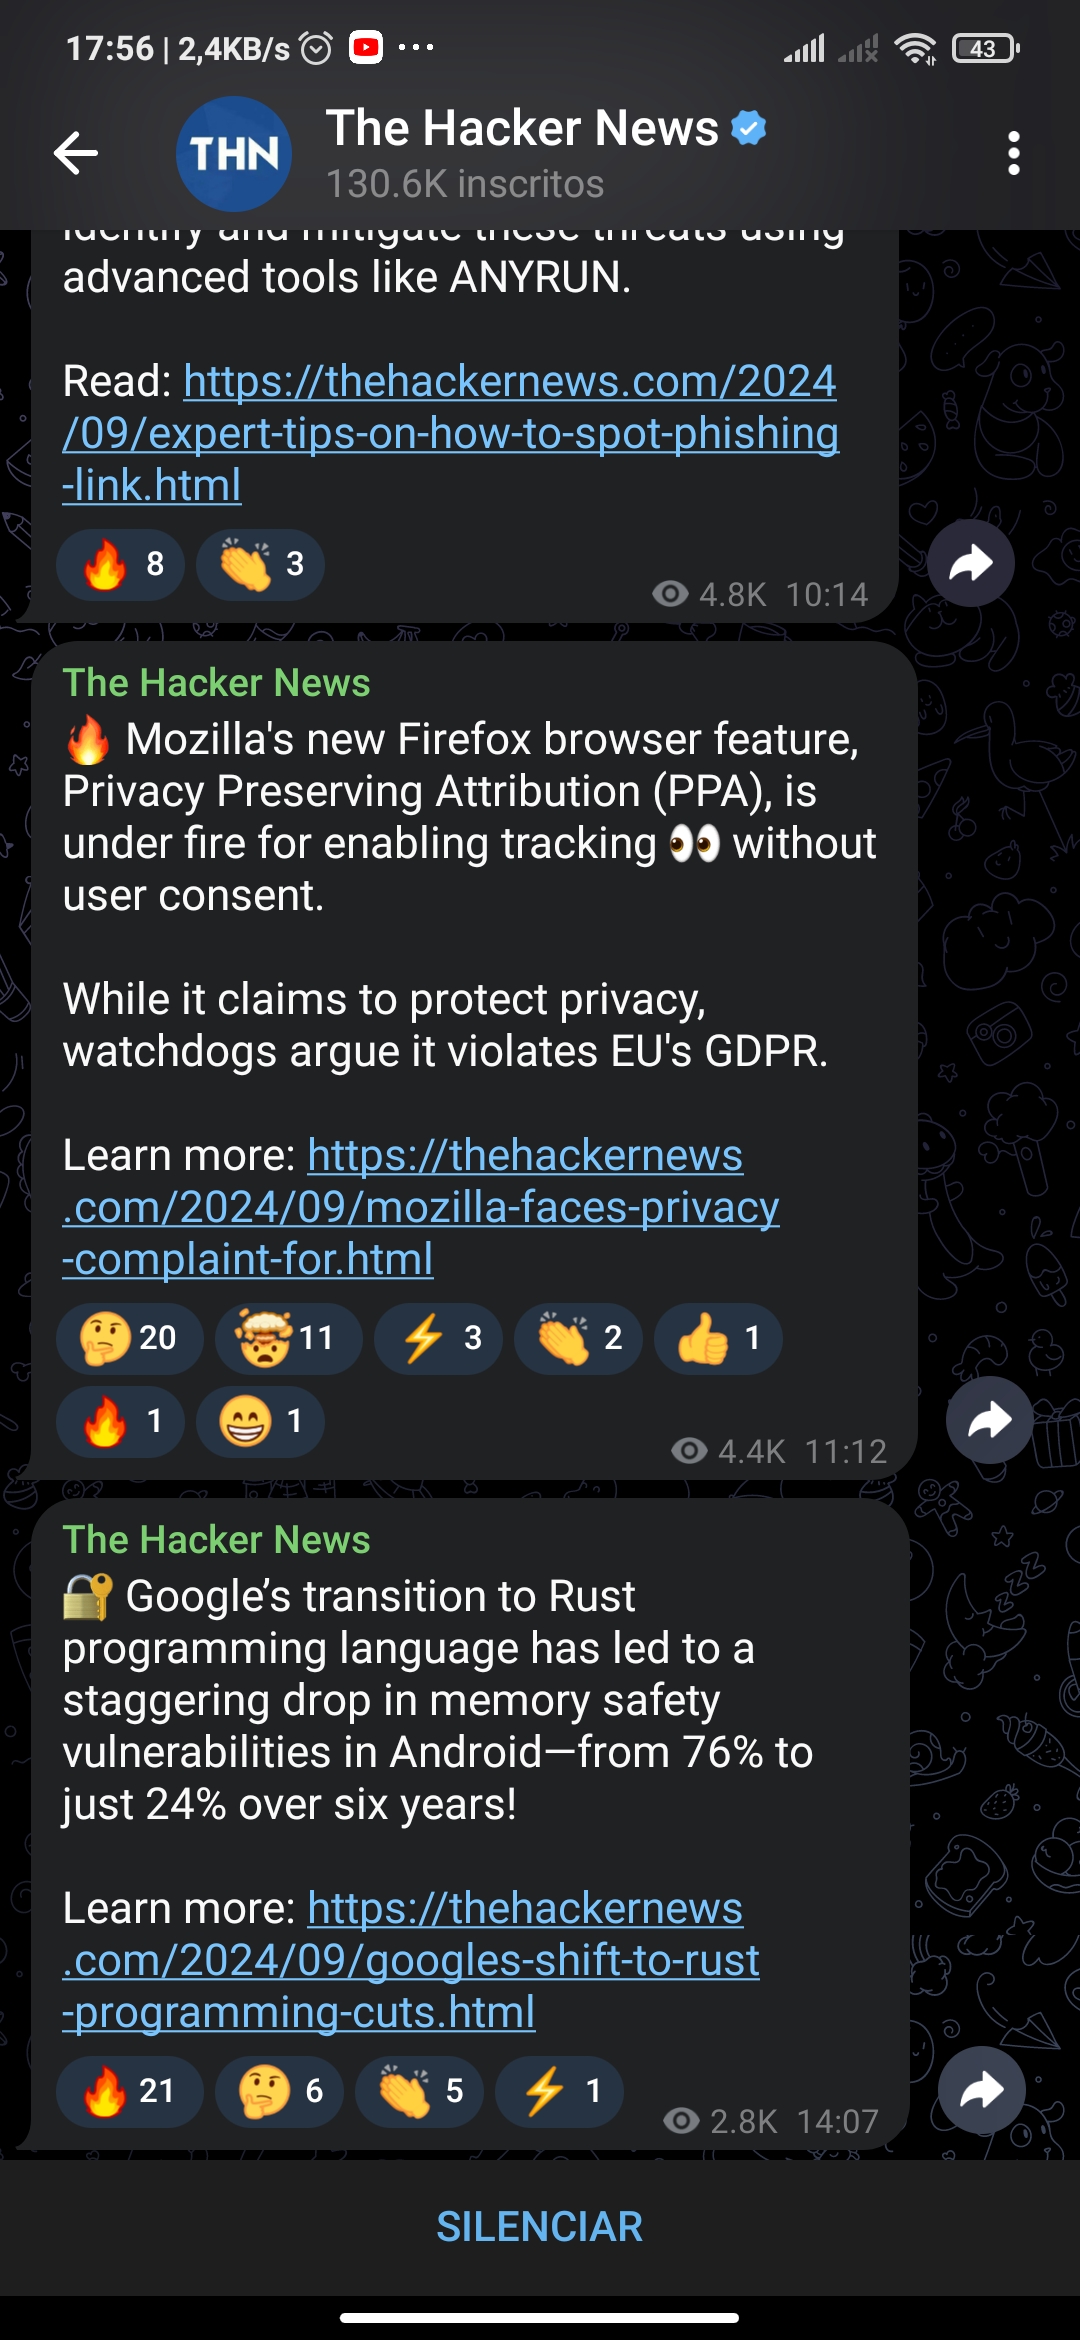 17:56 | 2,4KB/s
43
THN
The Hacker News
130.6K inscritos
identify and mitigate these threats using
advanced tools like ANYRUN.
Read: https://thehackernews.com/2024
/09/expert-tips-on-how-to-spot-phishing
-link.html
🔥 8 👏 3
4.8K 10:14
The Hacker News
🔥 Mozilla's new Firefox browser feature,
Privacy Preserving Attribution (PPA), is
under fire for enabling tracking 👀 without
user consent.
While it claims to protect privacy,
watchdogs argue it violates EU's GDPR.
Learn more: https://thehackernews
.com/2024/09/mozilla-faces-privacy
-complaint-for.html
🤔 20 🤯 11 ⚡ 3 👏 2 👍 1
🔥 1 😁 1
4.4K 11:12
The Hacker News
🔐 Google’s transition to Rust
programming language has led to a
staggering drop in memory safety
vulnerabilities in Android—from 76% to
just 24% over six years!
Learn more: https://thehackernews
.com/2024/09/googles-shift-to-rust
-programming-cuts.html
🔥 21 🤔 6 👏 5 ⚡ 1
2.8K 14:07
SILENCIAR